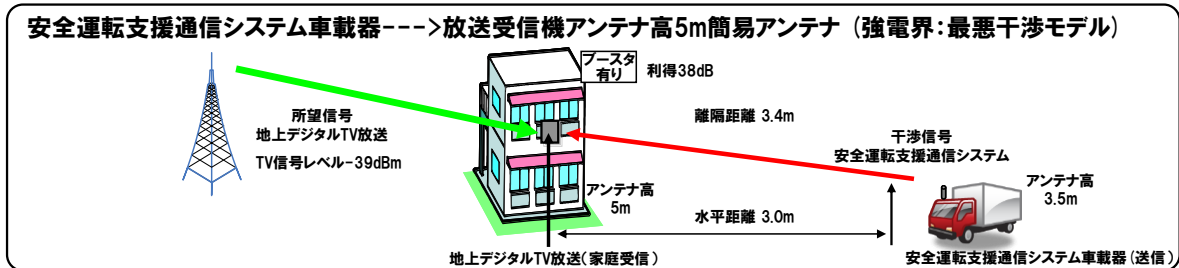 安全運転支援通信システム車載器--->放送受信機アンテナ高5m簡易アンテナ (強電界:最悪干渉モデル)
ブースタ
有り
利得38dB
所望信号
地上デジタルTV放送
TV信号レベル-39dBm
離隔距離 3.4m
干渉信号
安全運転支援通信システム
アンテナ高
5m
アンテナ高
3.5m
水平距離 3.0m
地上デジタルTV放送(家庭受信)
安全運転支援通信システム車載器(送信)